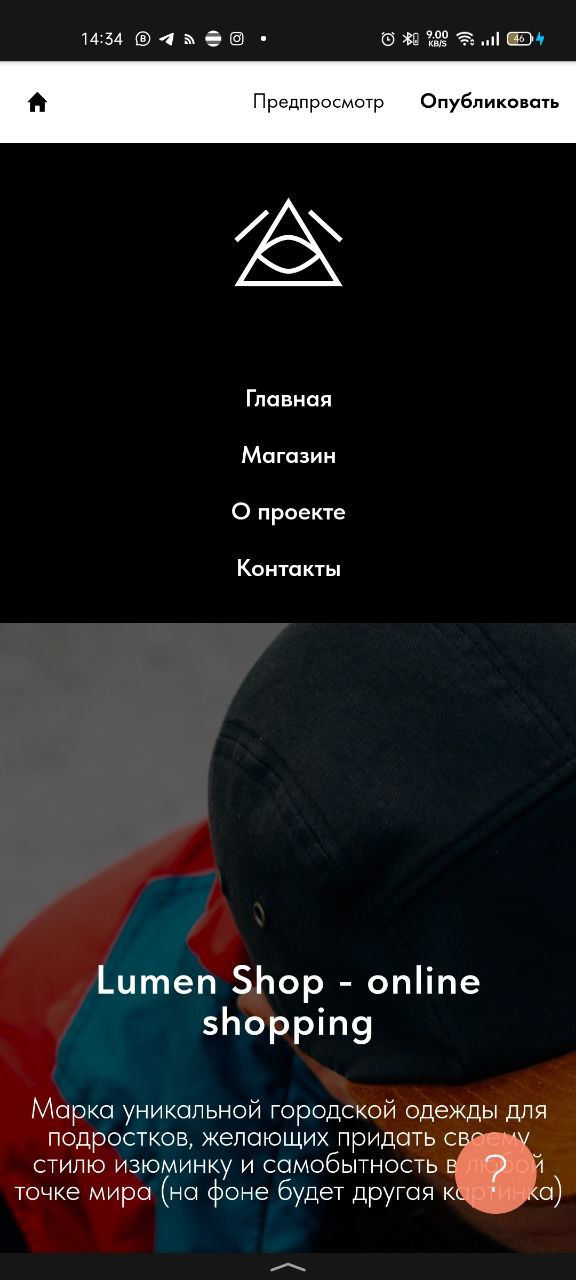 14:34 9.00 KB/S 46
Предпросмотр Опубликовать
Главная
Магазин
О проекте
Контакты
Lumen Shop - online
shopping
Марка уникальной городской одежды для
подростков, желающих придать своему
стилю изюминку и самобытность в любой
точке мира (на фоне будет другая картинка)
?